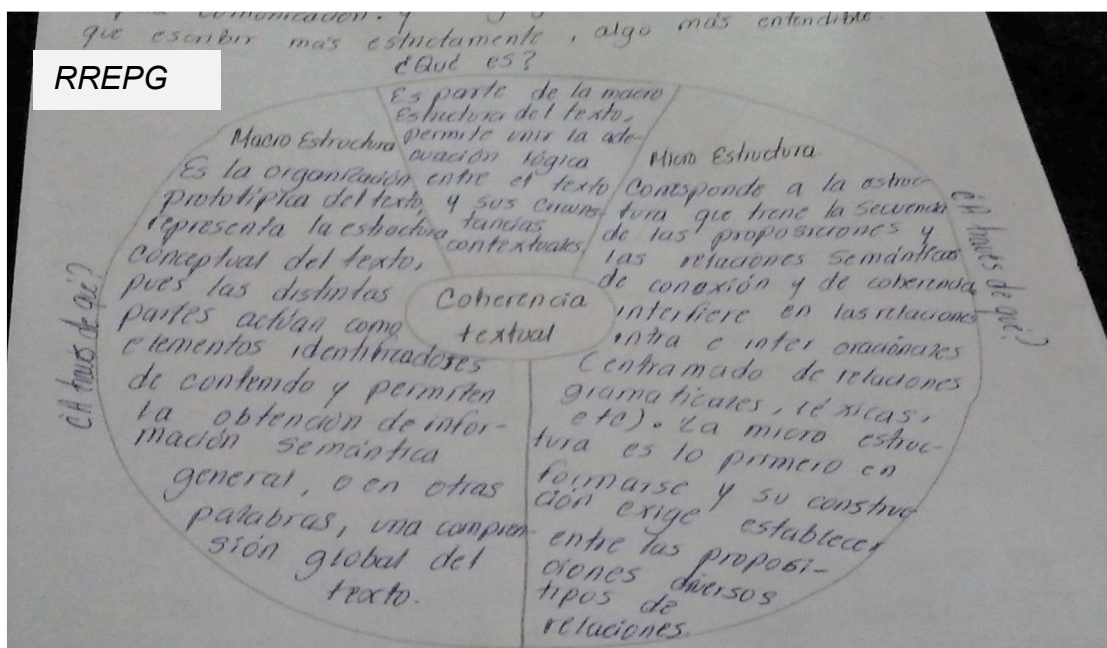 que escribir más estrictamente, algo más entendible.
RREPG
¿Qué es?
Es parte de la macro
Estructura del texto,
permite unir la ade-
cuación lógica
entre el texto
y sus circuns-
tancias
contextuales.
Macro Estructura
Es la organización
prototípica del texto,
representa la estructura
conceptual del texto,
pues las distintas
partes actúan como
elementos identificadores
de contenido y permiten
la obtención de infor-
mación semántica
general, o en otras
palabras, una compren-
sión global del
texto.
¿A través de qué?
Coherencia
textual
Micro Estructura
Corresponde a la estruc-
tura que tiene la secuencia
de las proposiciones y
las relaciones semánticas
de conexión y de coherencia
interfiere en las relaciones
intra e inter oracionales
(entramado de relaciones
gramaticales, léxicas,
etc). La micro estruc-
tura es lo primero en
formarse y su construc
ción exige establecer
entre las proposi-
ciones diversos
tipos de
relaciones.
¿A través de qué?